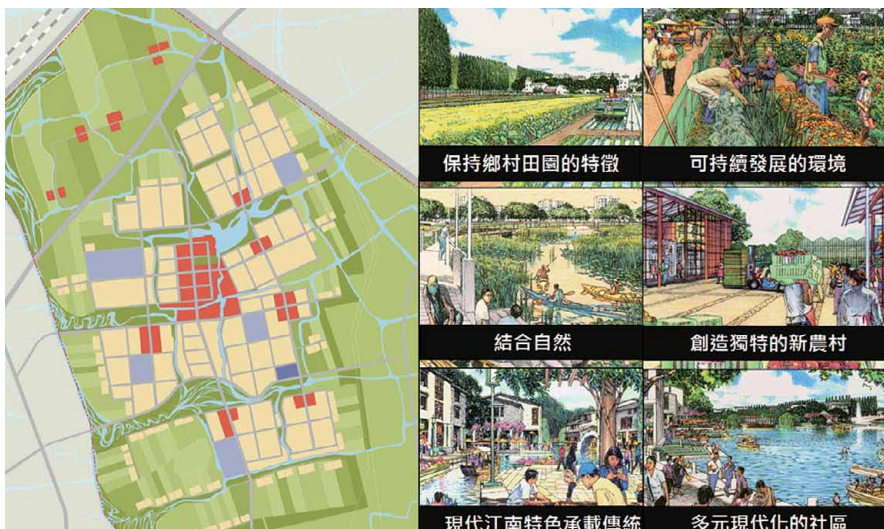 保持鄉村田園的特徵
可持續發展的環境
結合自然
創造獨特的新農村
現代江南特色承載傳統
多元現代化的社區